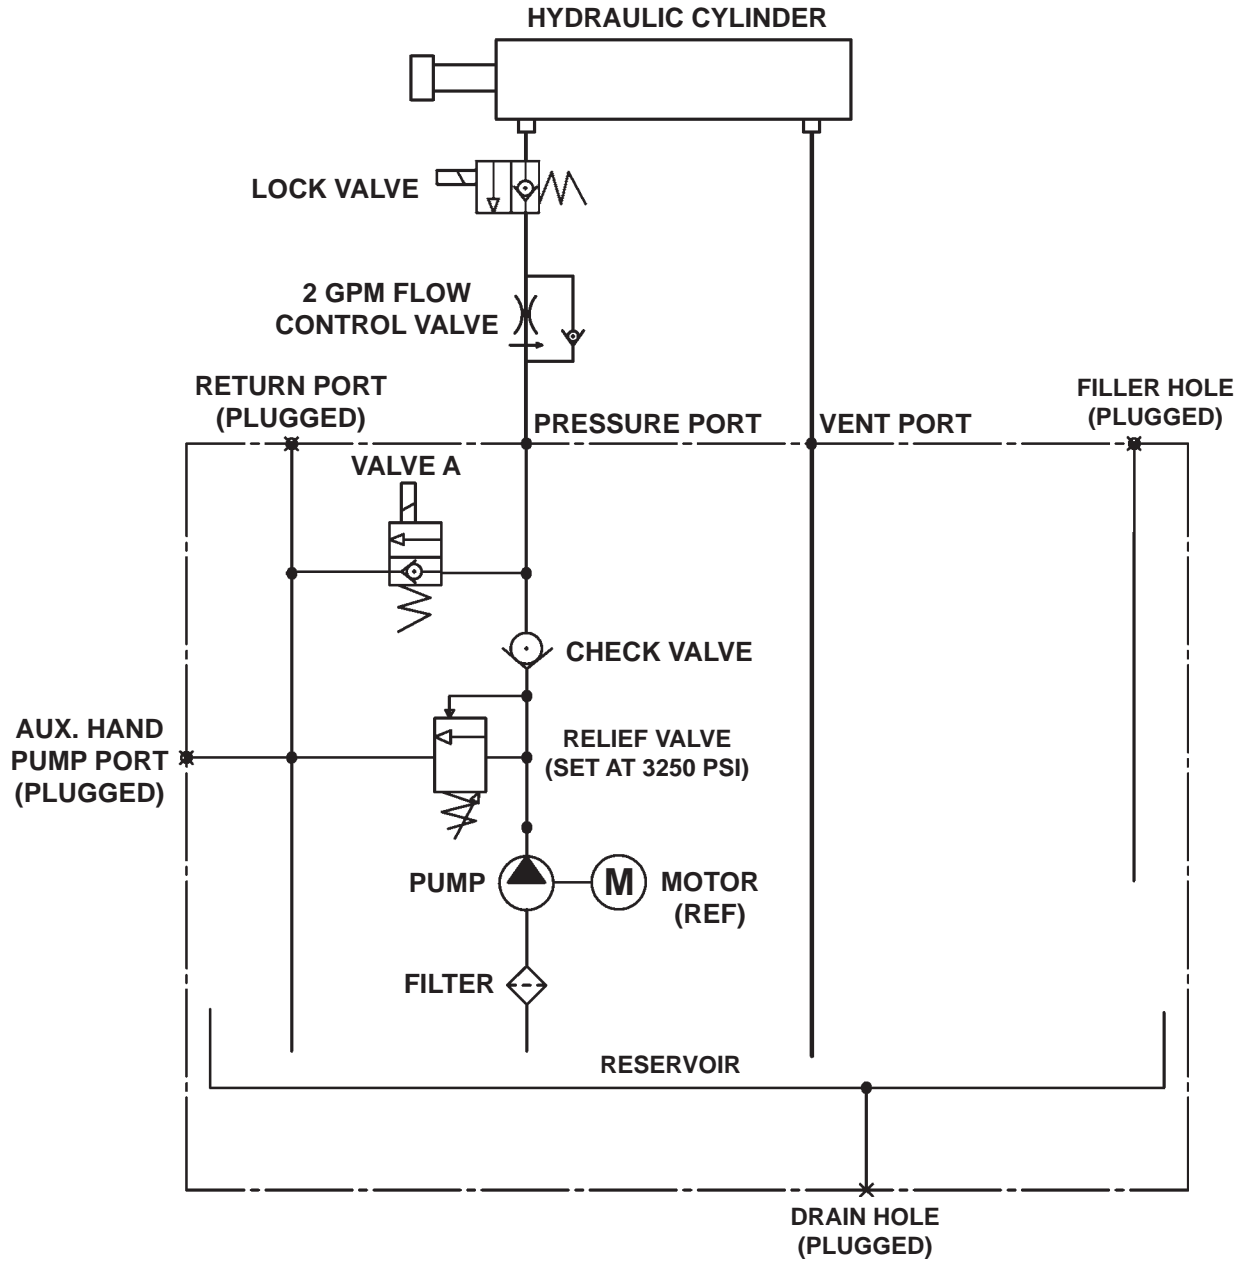 HYDRAULIC CYLINDER
LOCK VALVE
2 GPM FLOW
CONTROL VALVE
RETURN PORT
(PLUGGED)
PRESSURE PORT
VENT PORT
FILLER HOLE
(PLUGGED)
VALVE A
CHECK VALVE
AUX. HAND
PUMP PORT
(PLUGGED)
RELIEF VALVE
(SET AT 3250 PSI)
PUMP
M
MOTOR
(REF)
FILTER
RESERVOIR
DRAIN HOLE
(PLUGGED)